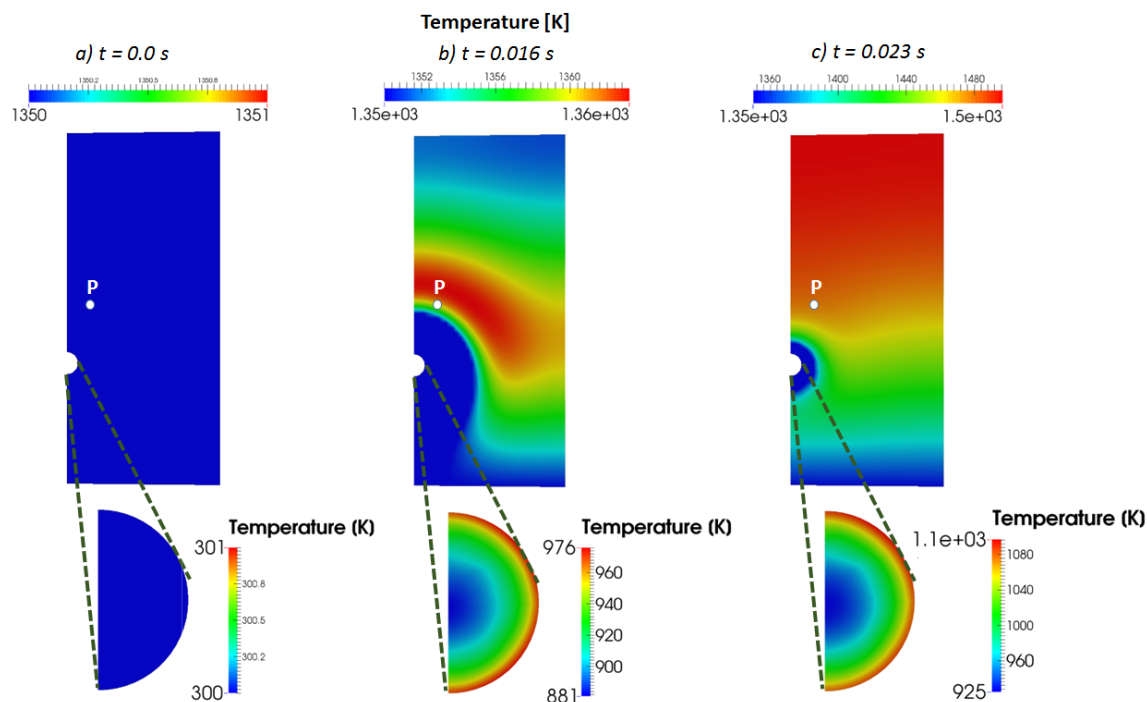 Temperature [K]
a) t = 0.0 s
b) t = 0.016 s
c) t = 0.023 s
1350.2 1350.5 1350.8
1350 1351
1352 1356 1360
1.35e+03 1.36e+03
1360 1400 1440 1480
1.35e+03 1.5e+03
P
P
P
Temperature (K)
301
300.8
300.5
300.2
300
Temperature (K)
976
960
940
920
900
881
Temperature (K)
1.1e+03
1080
1040
1000
960
925